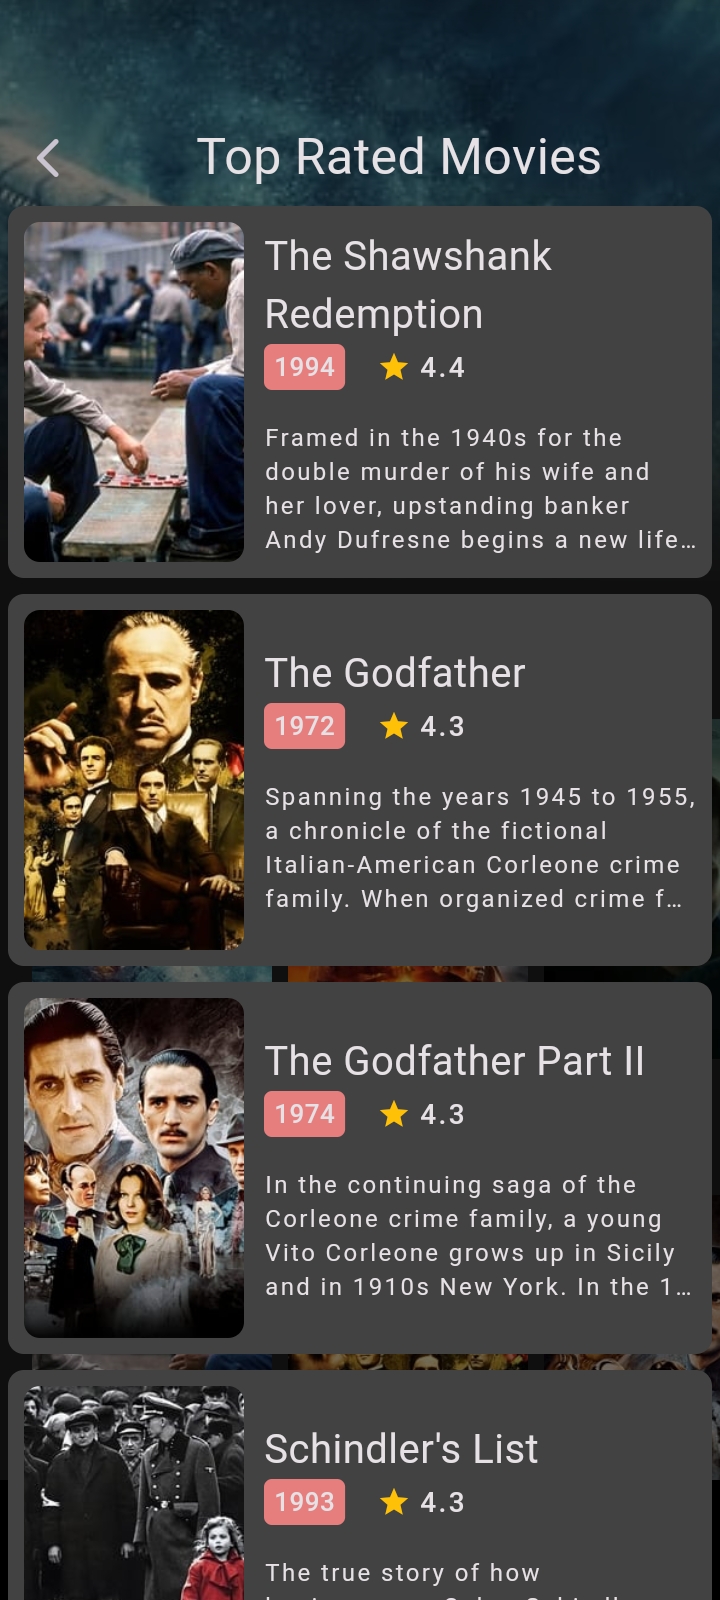 Top Rated Movies
The Shawshank
Redemption
1994 4.4
Framed in the 1940s for the
double murder of his wife and
her lover, upstanding banker
Andy Dufresne begins a new life…
The Godfather
1972 4.3
Spanning the years 1945 to 1955,
a chronicle of the fictional
Italian-American Corleone crime
family. When organized crime f…
The Godfather Part II
1974 4.3
In the continuing saga of the
Corleone crime family, a young
Vito Corleone grows up in Sicily
and in 1910s New York. In the 1…
Schindler's List
1993 4.3
The true story of how